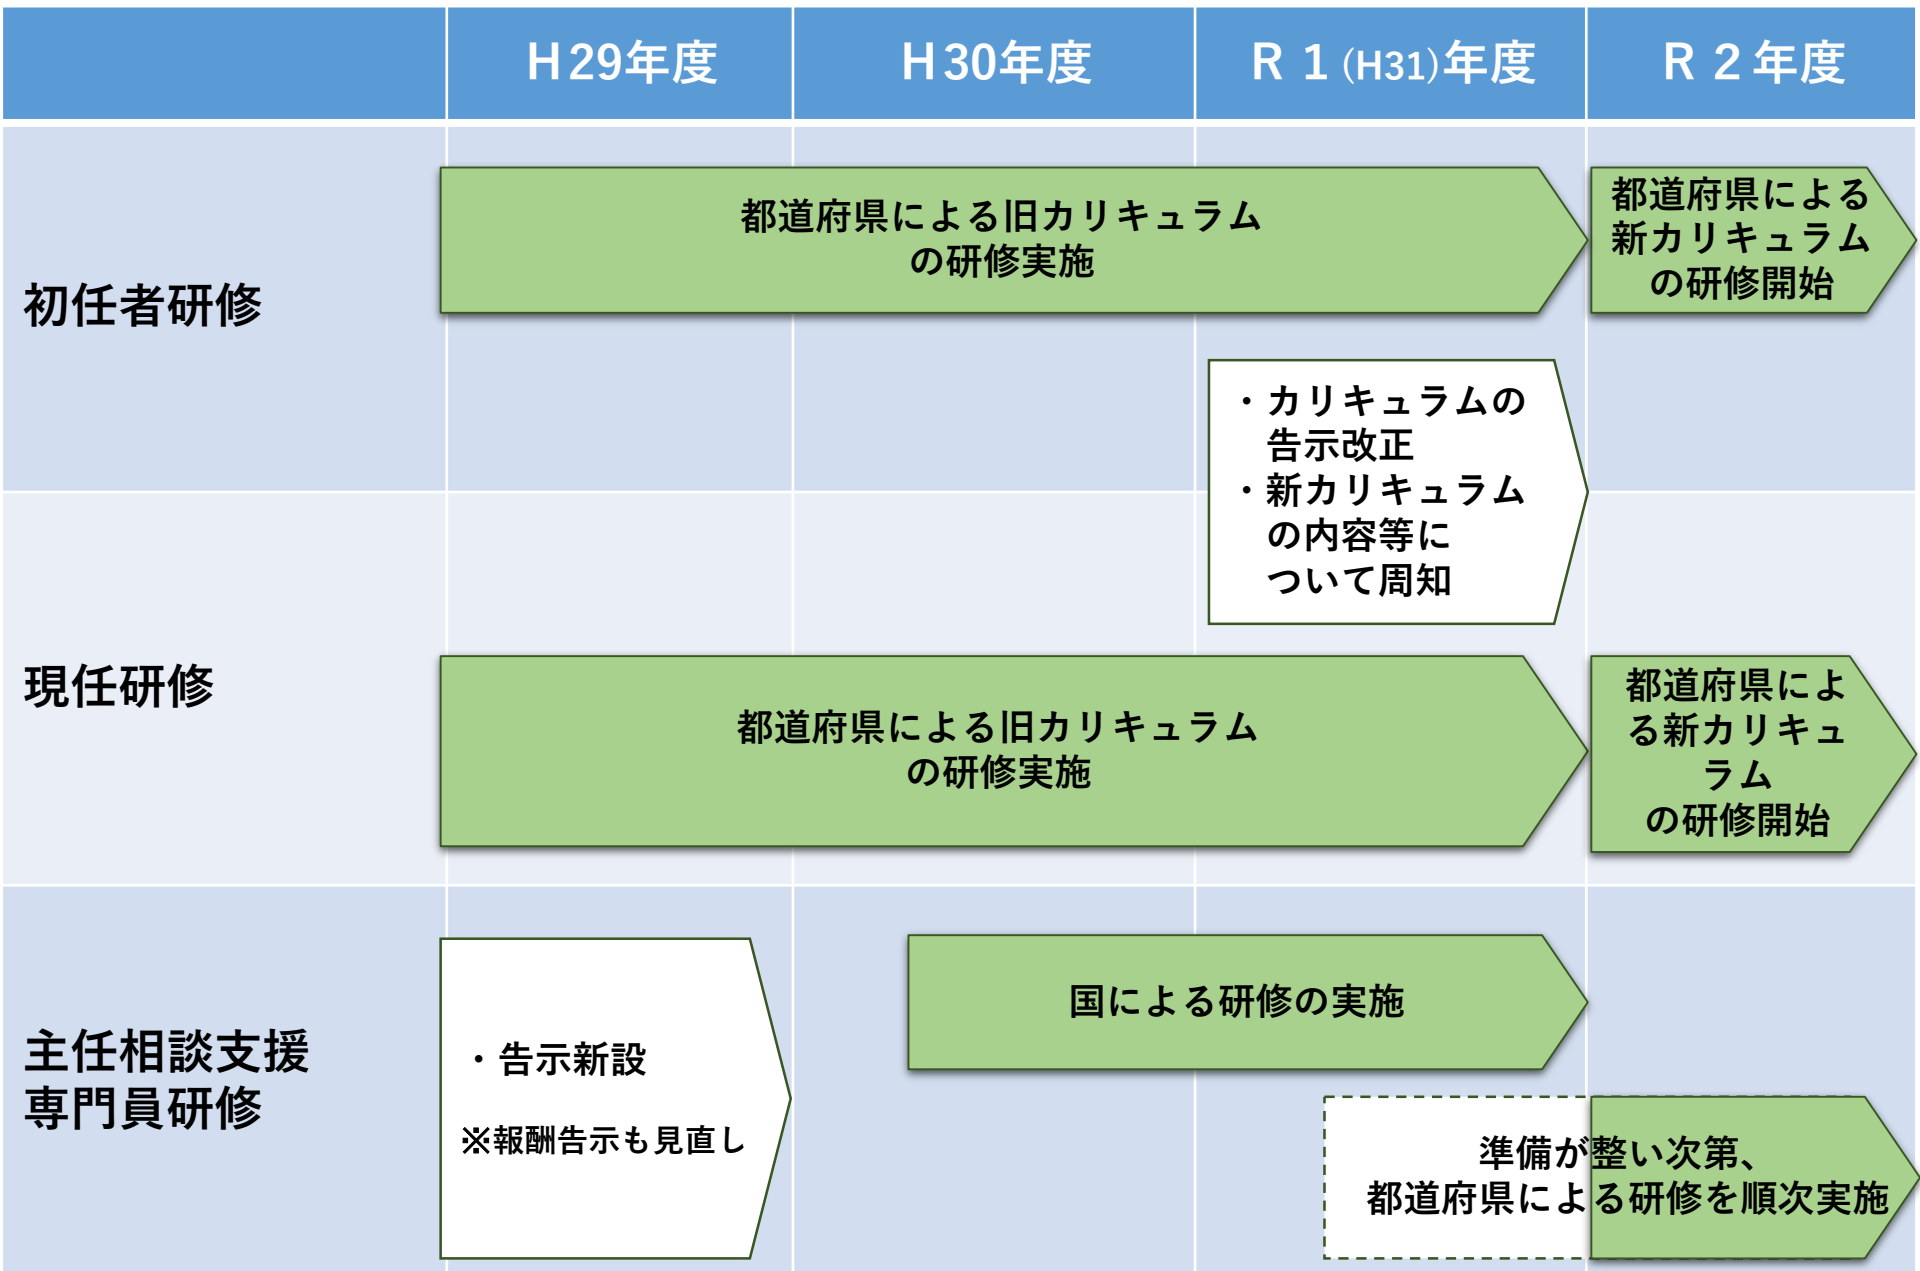 H29年度
H30年度
R１(H31)年度
R２年度
初任者研修
都道府県による旧カリキュラム
の研修実施
都道府県による
新カリキュラム
の研修開始
・カリキュラムの
告示改正
・新カリキュラム
の内容等に
ついて周知
現任研修
都道府県による旧カリキュラム
の研修実施
都道府県によ
る新カリキュ
ラム
の研修開始
主任相談支援
専門員研修
・告示新設
※報酬告示も見直し
国による研修の実施
準備が整い次第、
都道府県による研修を順次実施